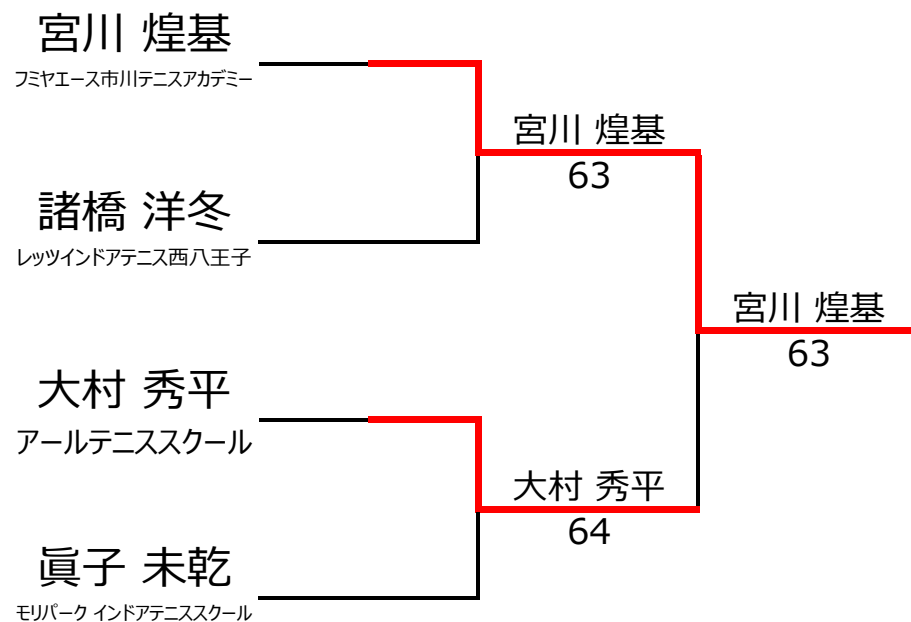 宮川 煌基
フミヤエース市川テニスアカデミー
宮川 煌基
63
諸橋 洋冬
レッツインドアテニス西八王子
宮川 煌基
63
大村 秀平
アールテニススクール
大村 秀平
64
眞子 未乾
モリパーク インドアテニススクール